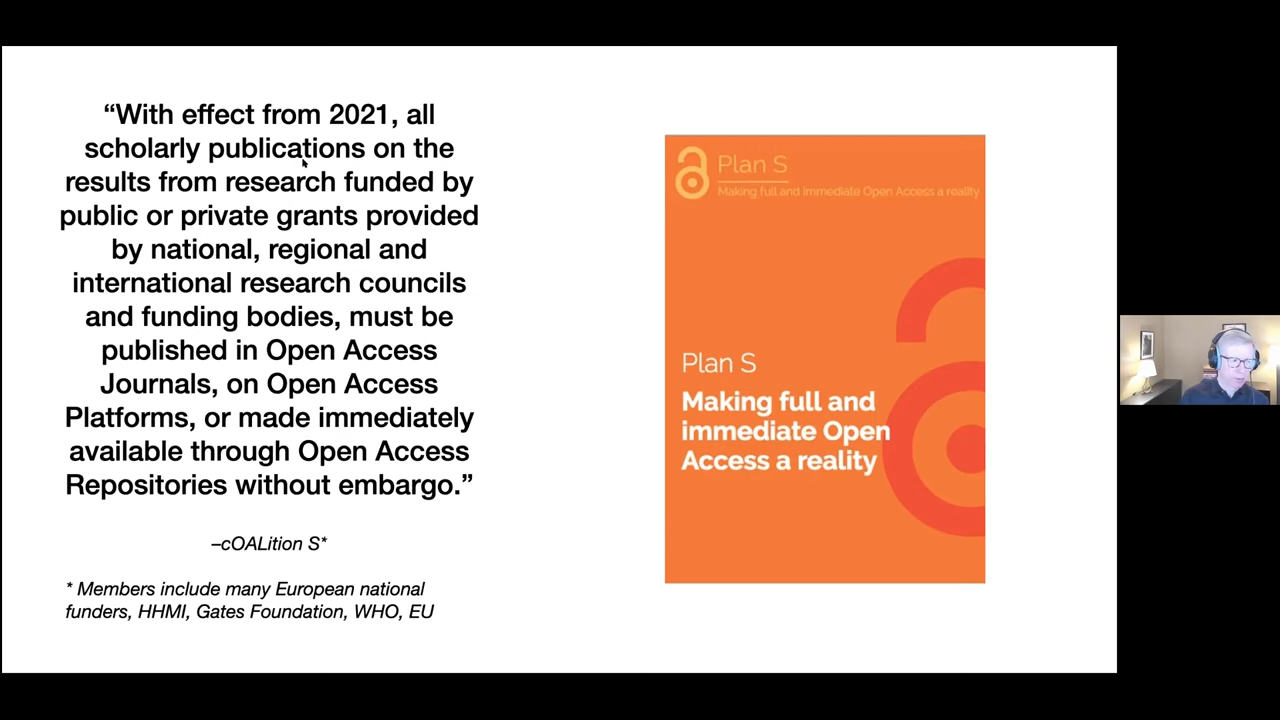 “With effect from 2021, all
scholarly publications on the
results from research funded by
public or private grants provided
by national, regional and
international research councils
and funding bodies, must be
published in Open Access
Journals, on Open Access
Platforms, or made immediately
available through Open Access
Repositories without embargo.”
–cOALition S*
* Members include many European national
funders, HHMI, Gates Foundation, WHO, EU
Plan S
Making full and immediate Open Access a reality
Plan S
Making full and
immediate Open
Access a reality